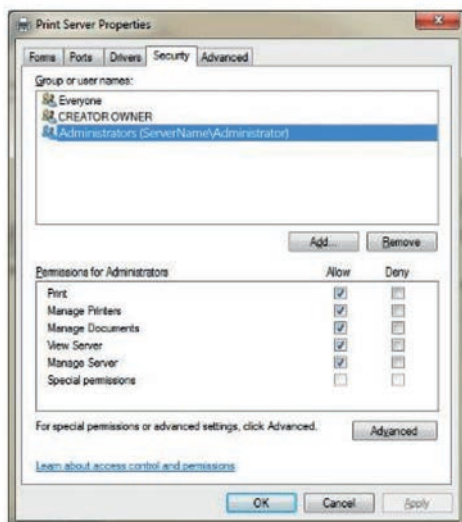 Print Server Properties
Forms Ports Drivers Security Advanced
Group or user names:
Everyone
CREATOR OWNER
Administrators (ServerName\Administrator)
Add... Remove
Permissions for Administrators Allow Deny
Print
Manage Printers
Manage Documents
View Server
Manage Server
Special permissions
For special permissions or advanced settings, click Advanced.
Advanced
Learn about access control and permissions
OK Cancel Apply